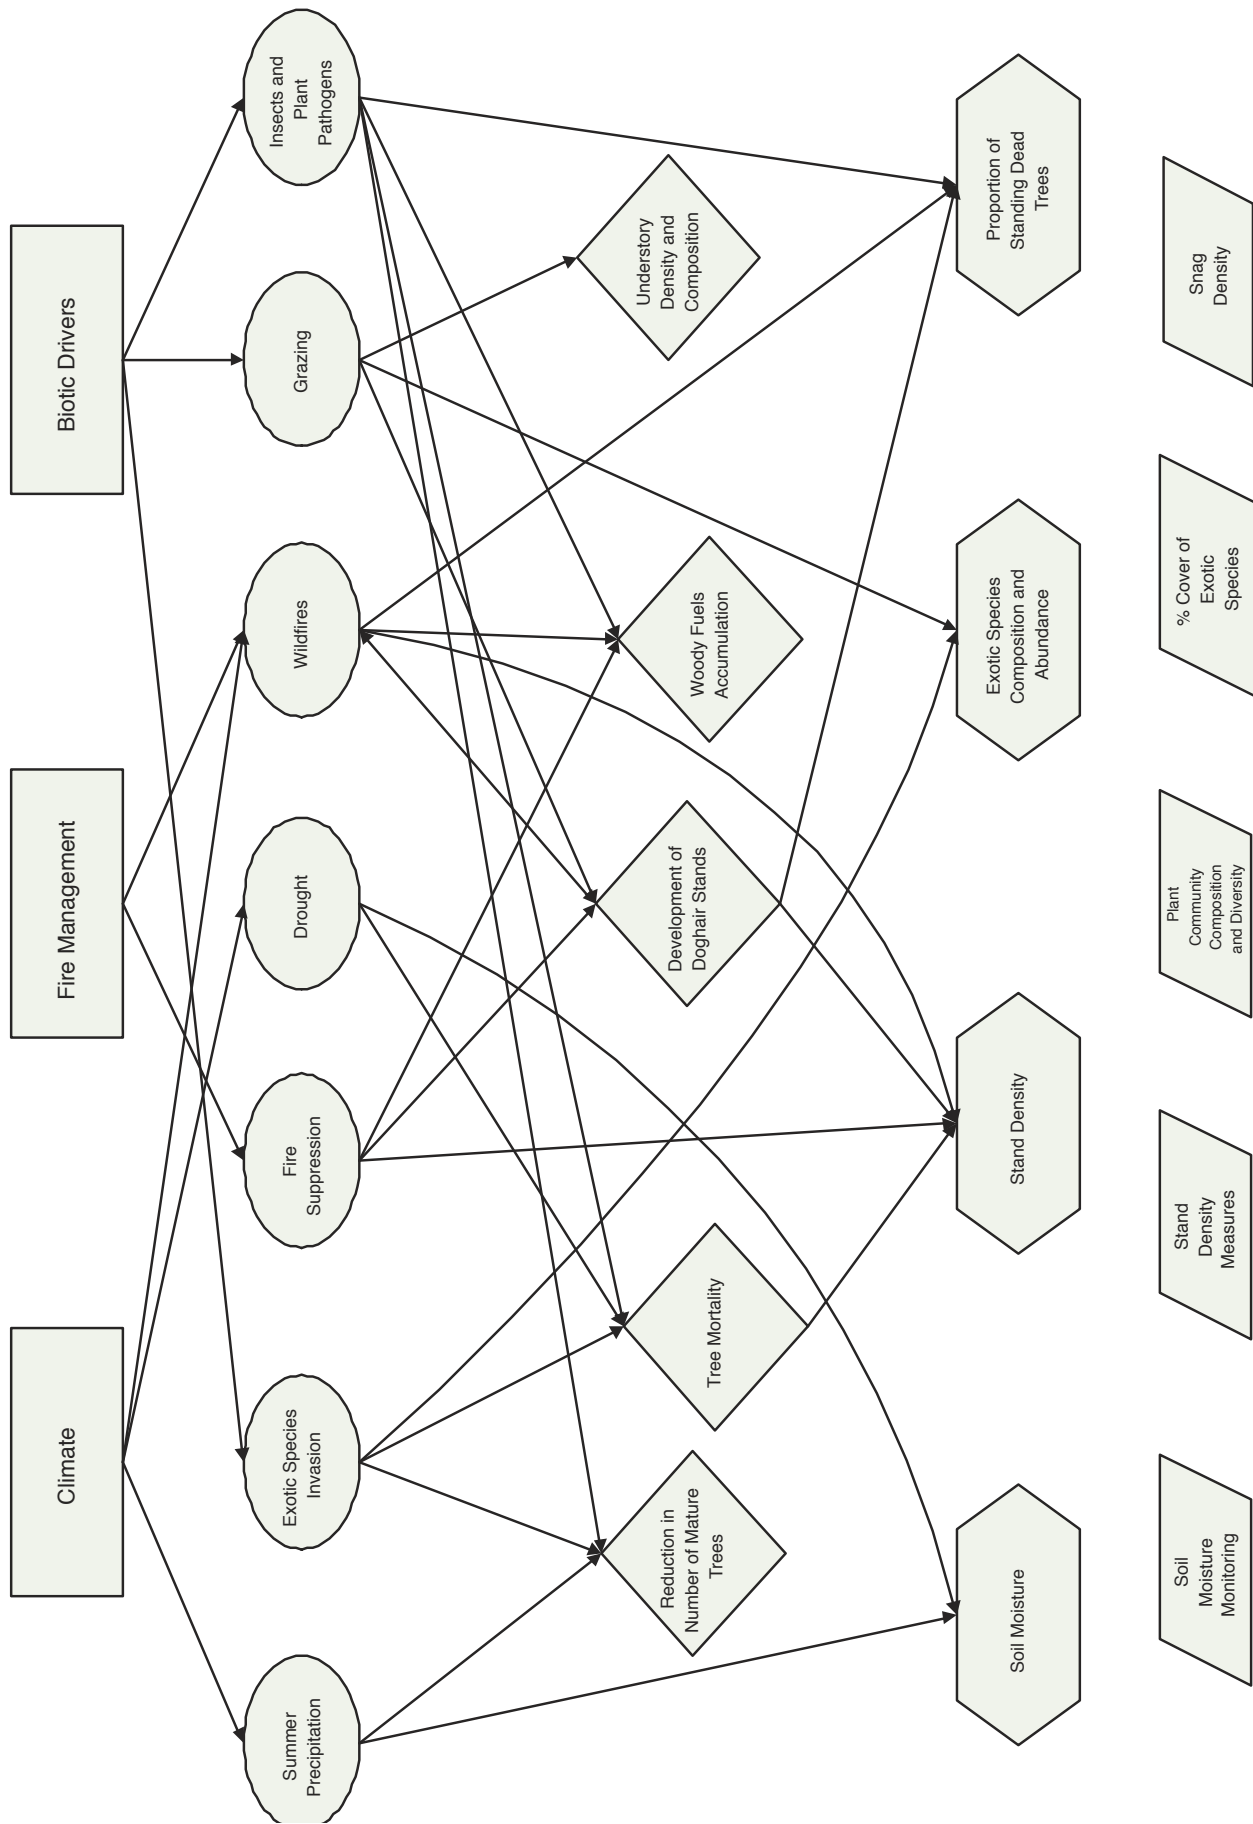 Climate
Fire Management
Biotic Drivers
Summer
Precipitation
Exotic Species
Invasion
Fire
Suppression
Drought
Wildfires
Grazing
Insects and
Plant
Pathogens
Reduction in
Number of Mature
Trees
Tree Mortality
Development of
Doghair Stands
Woody Fuels
Accumulation
Understory
Density and
Composition
Soil Moisture
Stand Density
Exotic Species
Composition and
Abundance
Proportion of
Standing Dead
Trees
Soil
Moisture
Monitoring
Stand
Density
Measures
Plant
Community
Composition
and Diversity
% Cover of
Exotic
Species
Snag
Density